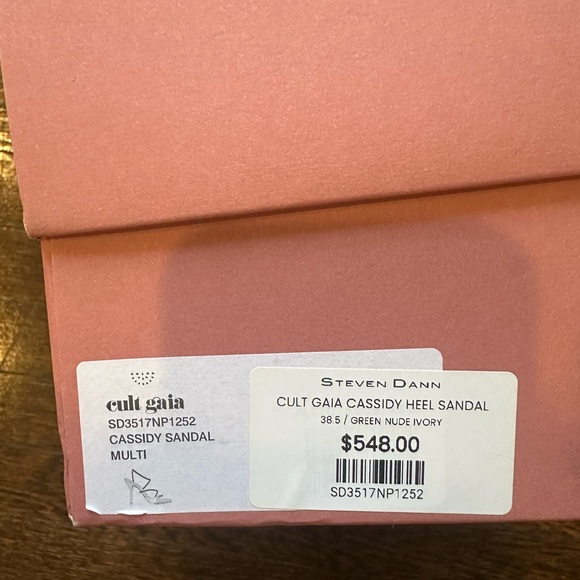 cult gaia
SD3517NP1252
CASSIDY SANDAL
MULTI
STEVEN DANN
CULT GAIA CASSIDY HEEL SANDAL
38.5 / GREEN NUDE IVORY
$548.00
SD3517NP1252